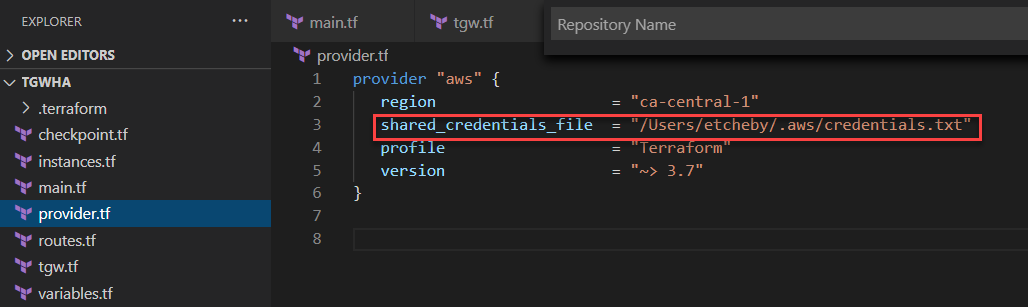 EXPLORER
···
OPEN EDITORS
TGWHA
.terraform
checkpoint.tf
instances.tf
main.tf
provider.tf
routes.tf
tgw.tf
variables.tf
main.tf
tgw.tf
Repository Name
provider.tf
1 provider "aws" {
2 region = "ca-central-1"
3 shared_credentials_file = "/Users/etcheby/.aws/credentials.txt"
4 profile = "Terraform"
5 version = "~> 3.7"
6 }
7
8